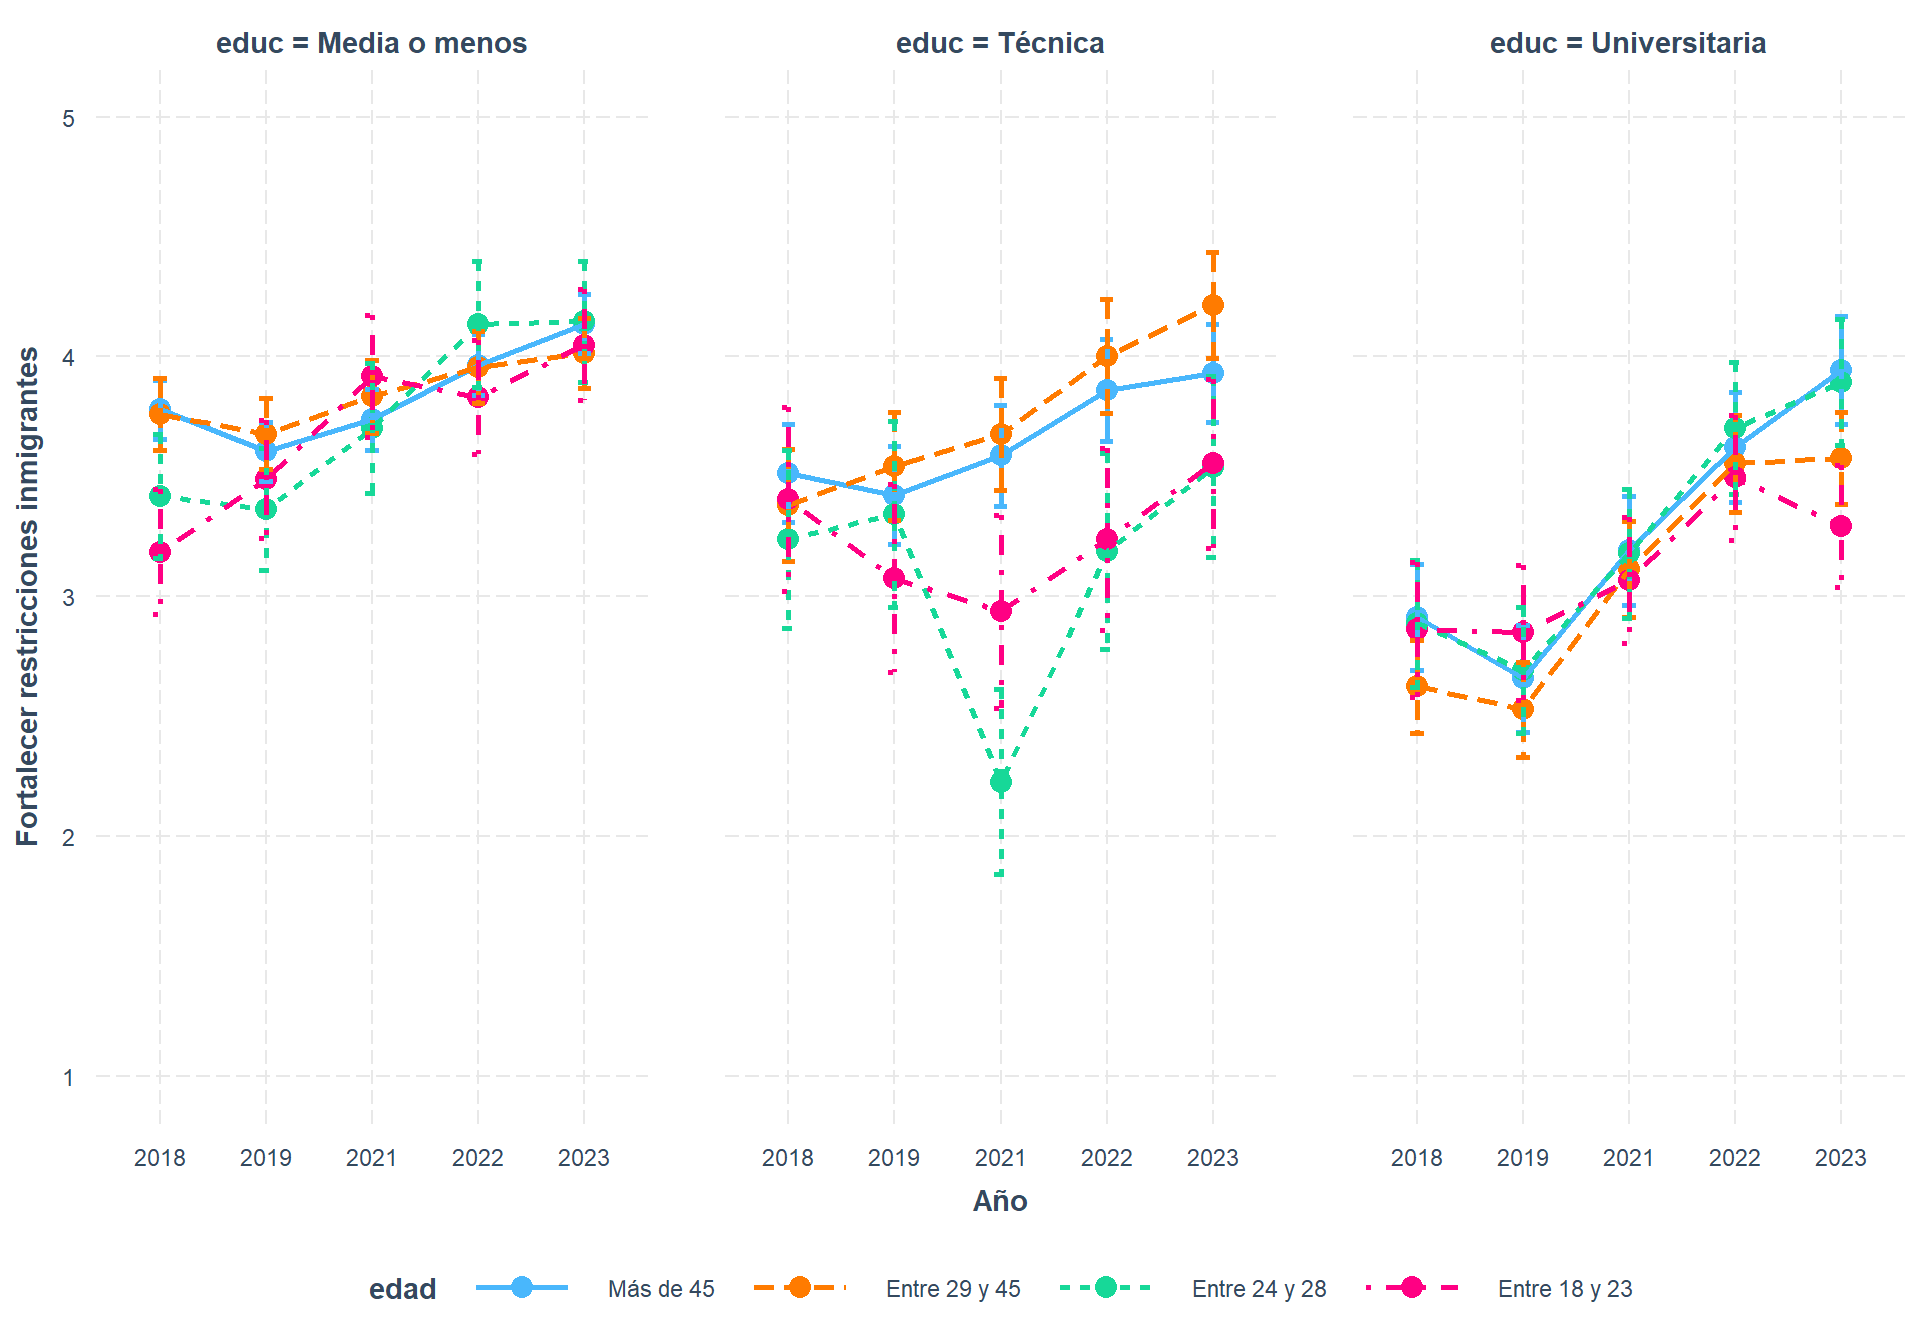 educ = Media o menos
educ = Técnica
educ = Universitaria
Fortalecer restricciones inmigrantes
5
4
3
2
1
2018 2019 2021 2022 2023
2018 2019 2021 2022 2023
2018 2019 2021 2022 2023
Año
edad Más de 45 Entre 29 y 45 Entre 24 y 28 Entre 18 y 23